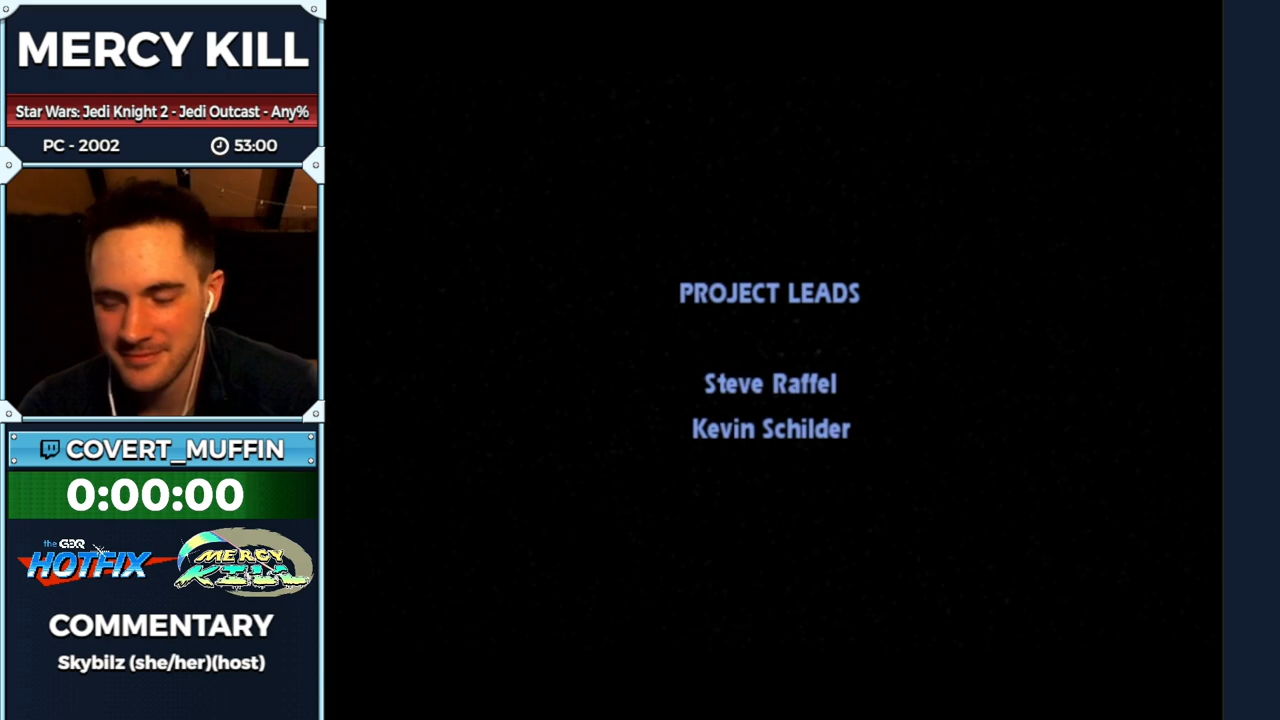 MERCY KILL
Star Wars: Jedi Knight 2 - Jedi Outcast - Any%
PC - 2002
53:00
COVERT_MUFFIN
0:00:00
the GDQ
HOTFIX
MERCY
KILL
COMMENTARY
Skybilz (she/her)(host)
PROJECT LEADS
Steve Raffel
Kevin Schilder